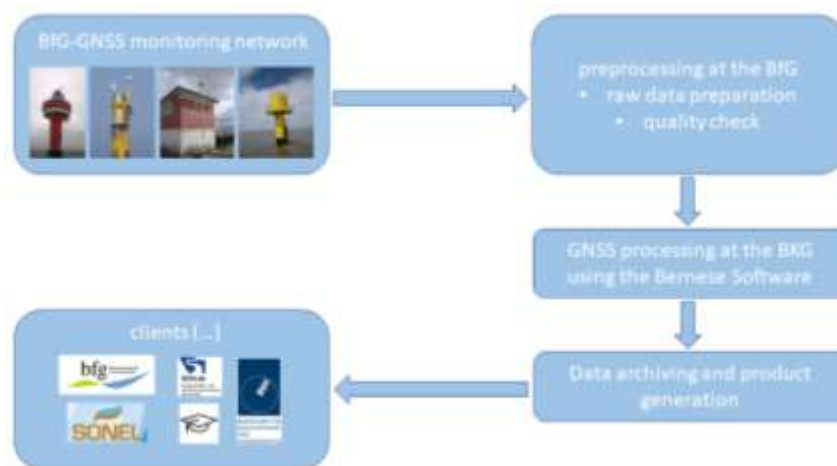 BfG-GNSS monitoring network
preprocessing at the BfG
• raw data preparation
• quality check
GNSS processing at the BKG
using the Bernese Software
Data archiving and product
generation
clients (...)
bfg
SONEL